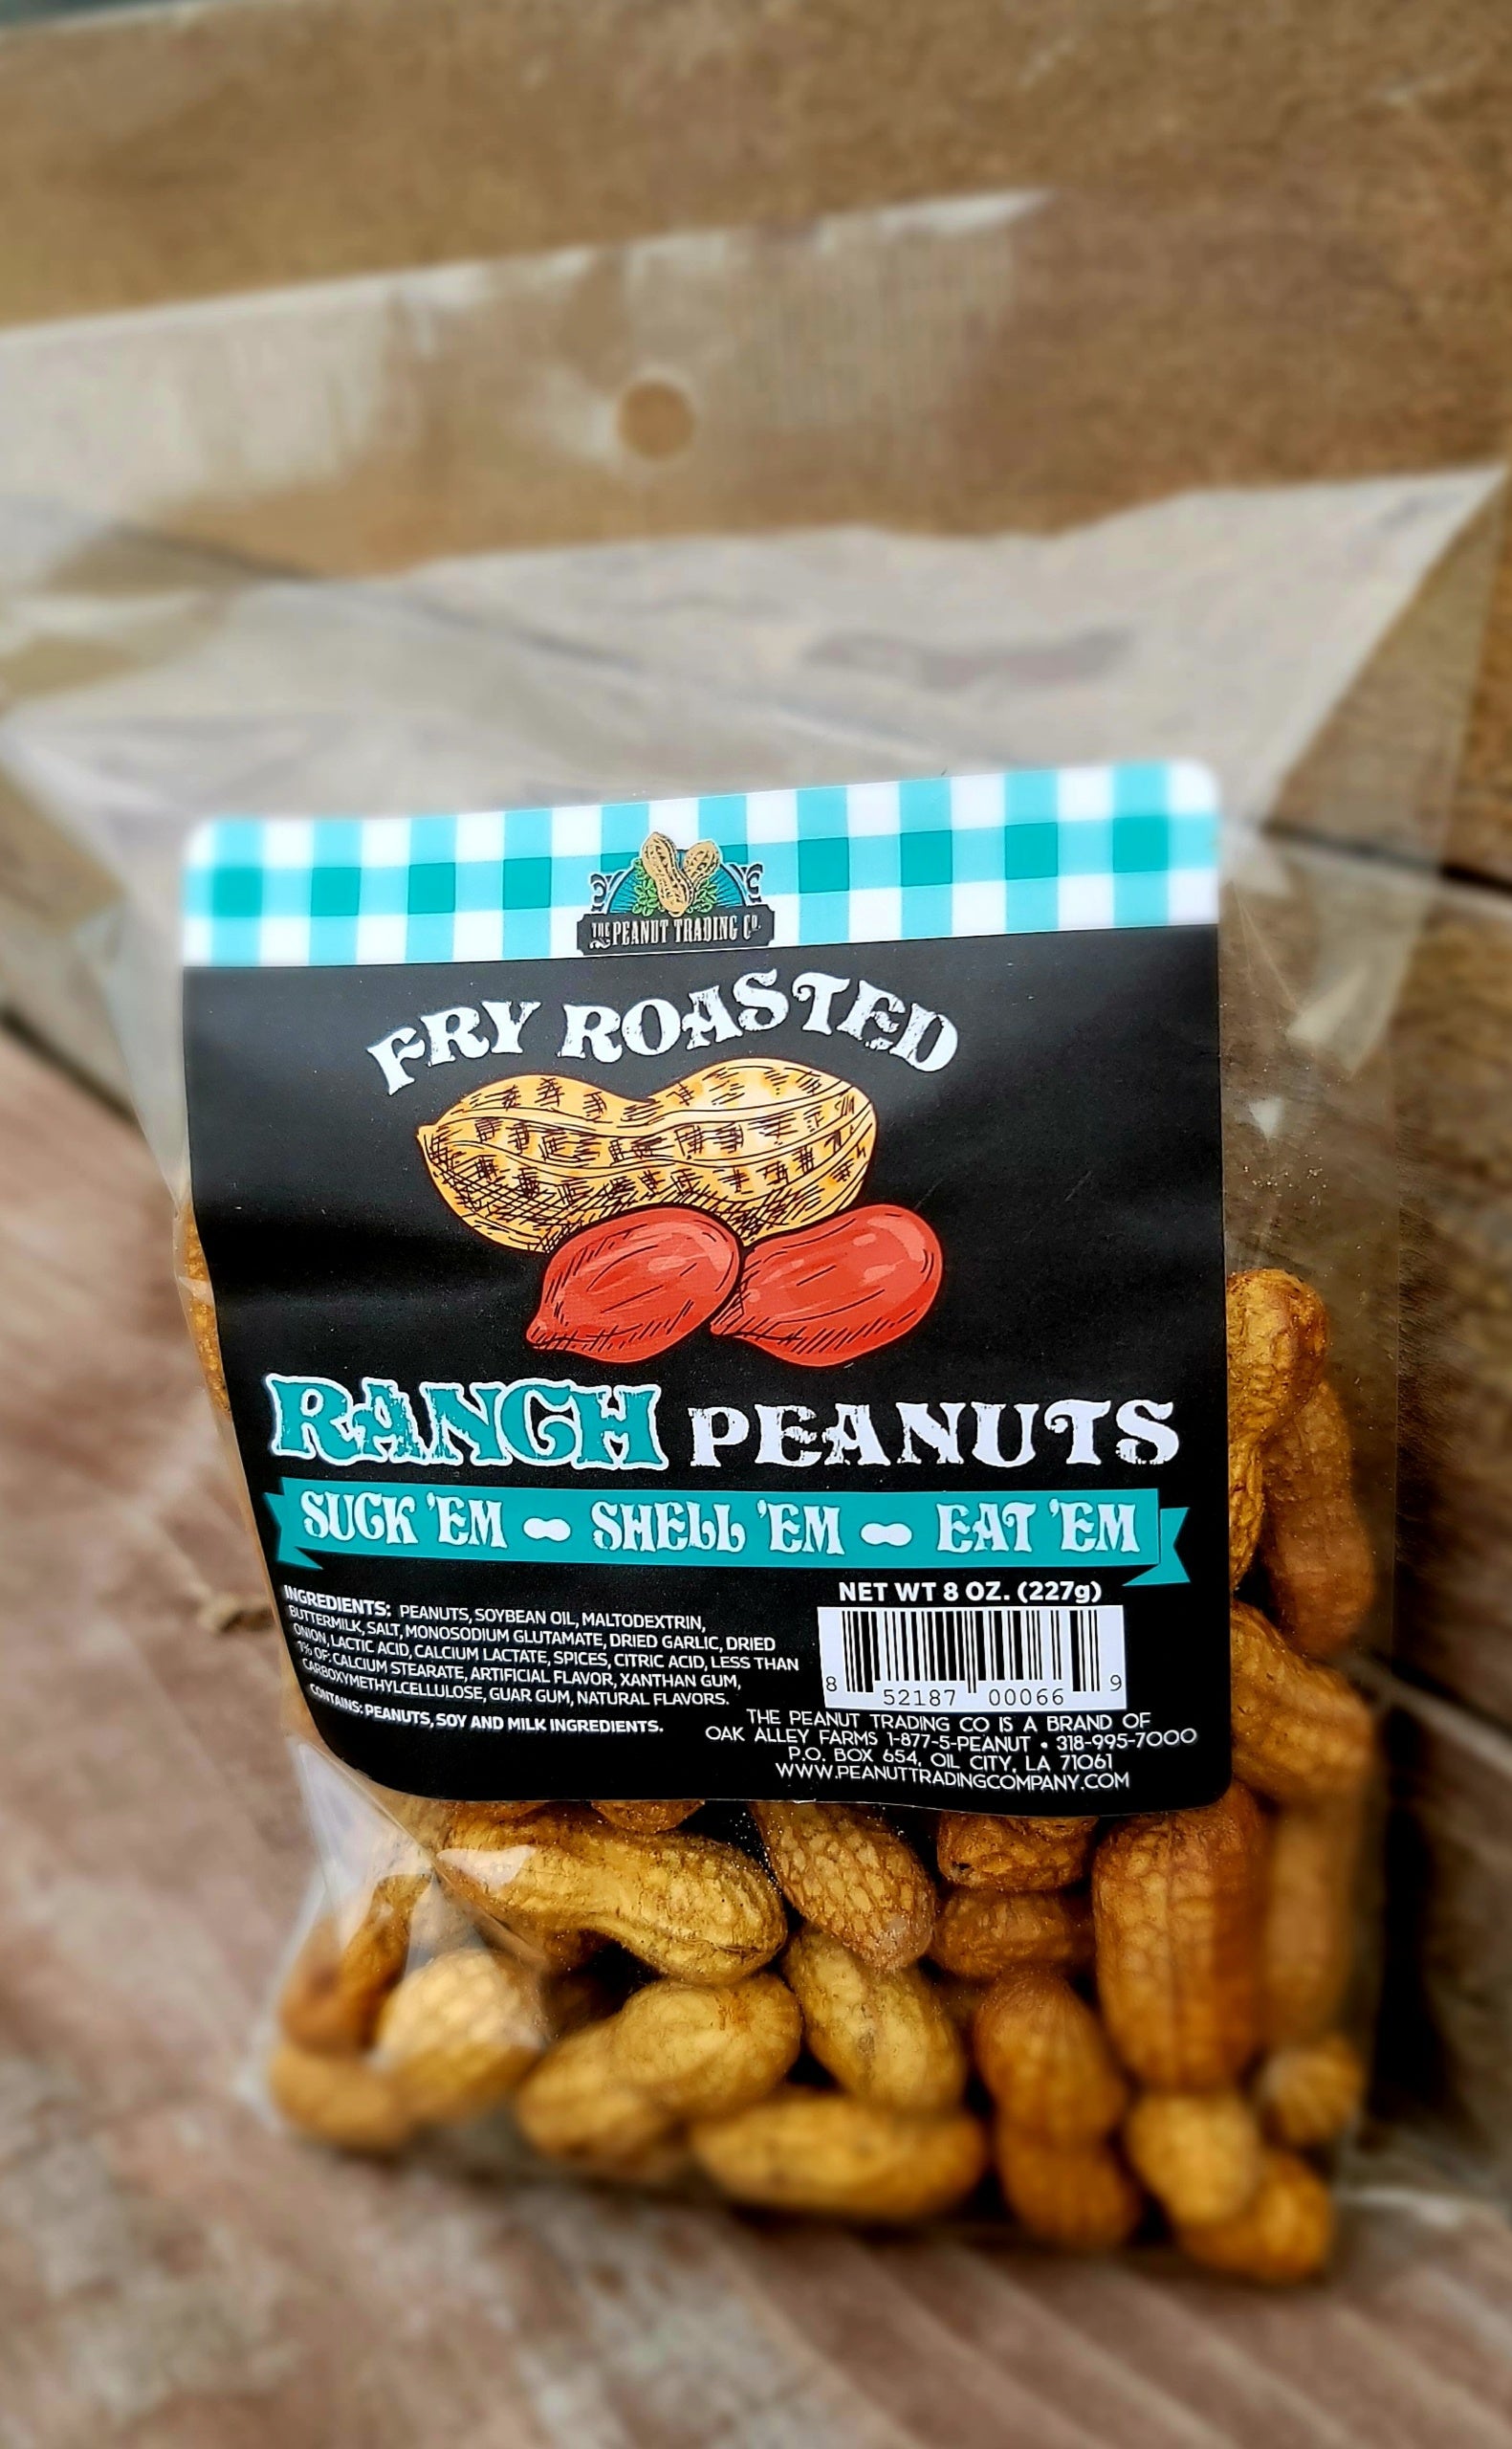 THE PEANUT TRADING CO.
FRY ROASTED
RANCH PEANUTS
SUCK 'EM SHELL 'EM EAT 'EM
INGREDIENTS: PEANUTS, SOYBEAN OIL, MALTODEXTRIN,
BUTTERMILK, SALT, MONOSODIUM GLUTAMATE, DRIED GARLIC, DRIED
ONION, LACTIC ACID, CALCIUM LACTATE, SPICES, CITRIC ACID, LESS THAN
1% OF: CALCIUM STEARATE, ARTIFICIAL FLAVOR, XANTHAN GUM,
CARBOXYMETHYLCELLULOSE, GUAR GUM, NATURAL FLAVORS.
CONTAINS: PEANUTS, SOY AND MILK INGREDIENTS.
NET WT 8 OZ. (227g)
8 52187 00066 9
THE PEANUT TRADING CO IS A BRAND OF
OAK ALLEY FARMS 1-877-5-PEANUT • 318-995-7000
P.O. BOX 654, OIL CITY, LA 71061
WWW.PEANUTTRADINGCOMPANY.COM